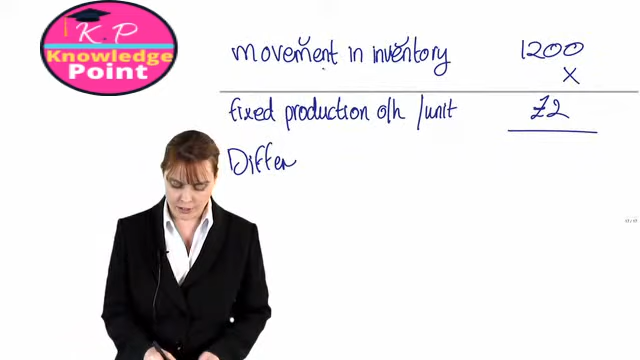 K.P
Knowledge
Point
movement in inventory 1200
x
fixed production o/h /unit £2
Differ